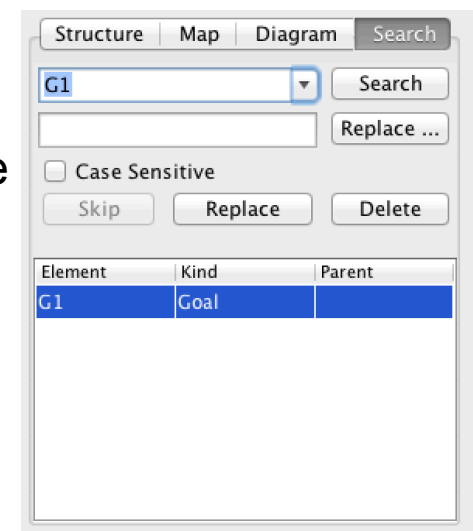 Structure Map Diagram Search
G1 Search
Replace ...
e
Case Sensitive
Skip Replace Delete
Element Kind Parent
G1 Goal